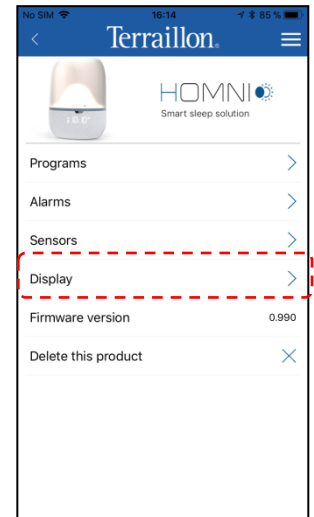 No SIM 16:14 85 %
Terraillon®
HOMNI
Smart sleep solution
Programs
Alarms
Sensors
Display
Firmware version 0.990
Delete this product